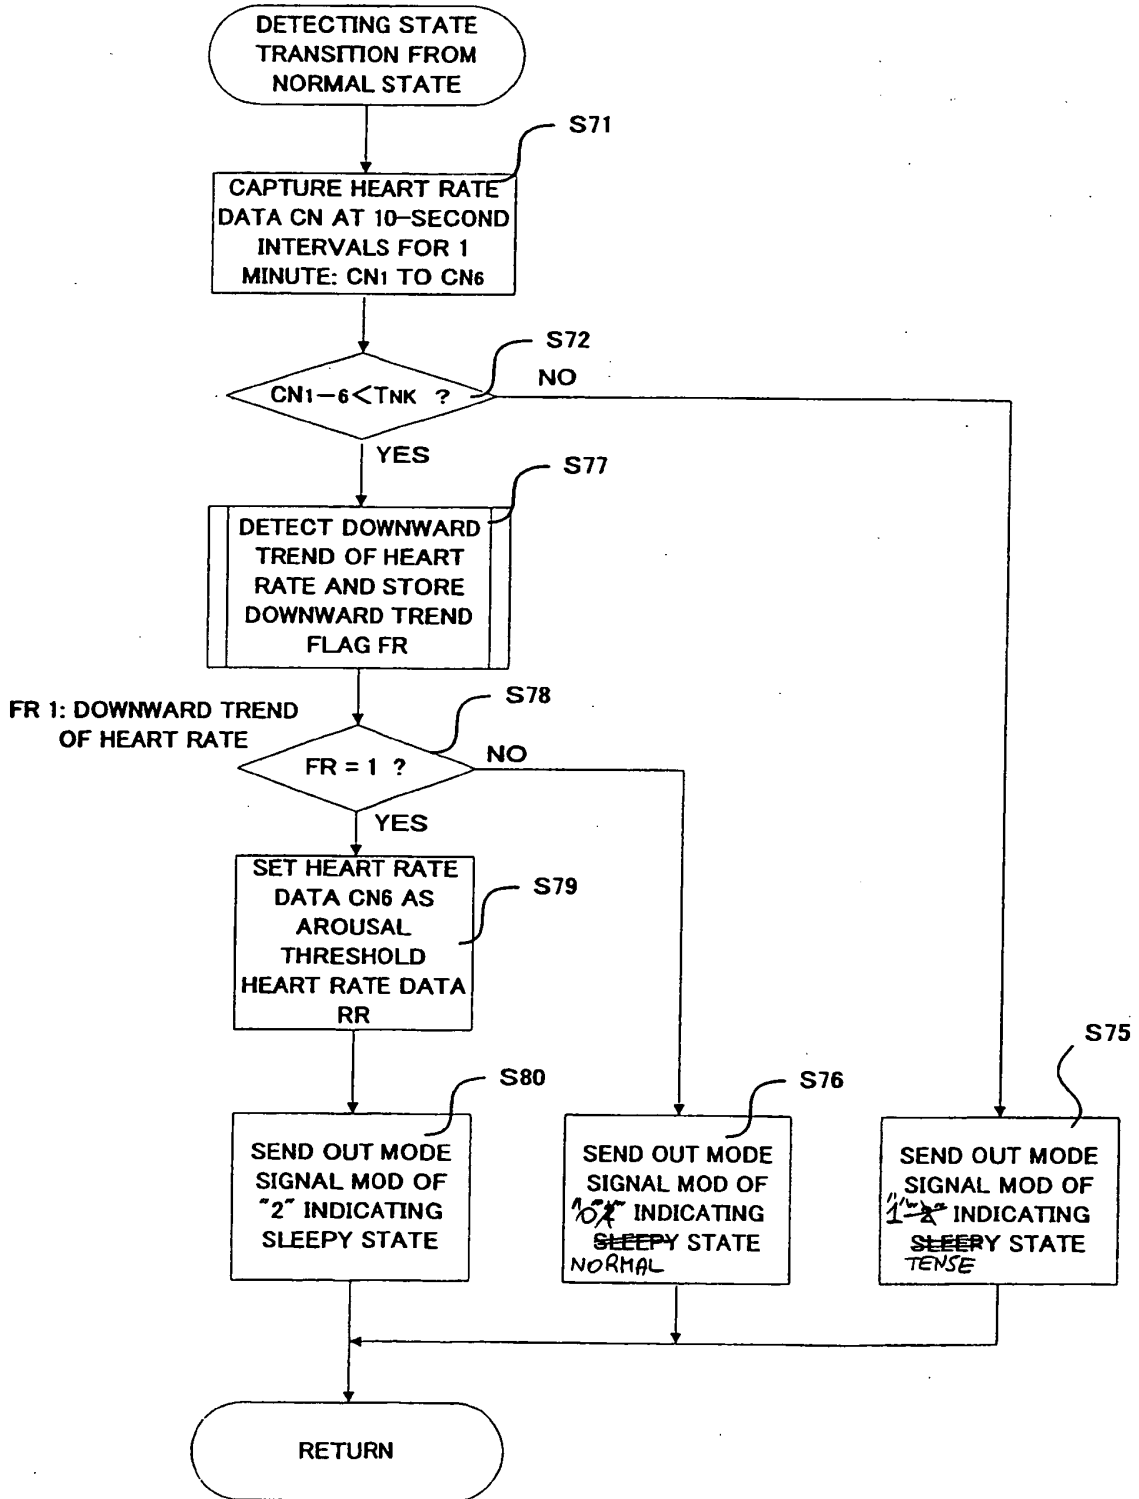 DETECTING STATE
TRANSITION FROM
NORMAL STATE
S71
CAPTURE HEART RATE
DATA CN AT 10-SECOND
INTERVALS FOR 1
MINUTE: CN1 TO CN6
S72
CN1-6<TNK ?
NO
YES
S77
DETECT DOWNWARD
TREND OF HEART
RATE AND STORE
DOWNWARD TREND
FLAG FR
FR 1: DOWNWARD TREND
OF HEART RATE
S78
FR = 1 ?
NO
YES
SET HEART RATE
DATA CN6 AS
AROUSAL
THRESHOLD
HEART RATE DATA
RR
S79
S80
SEND OUT MODE
SIGNAL MOD OF
"2" INDICATING
SLEEPY STATE
S76
SEND OUT MODE
SIGNAL MOD OF
"0" INDICATING
SLEEPY STATE
NORMAL
S75
SEND OUT MODE
SIGNAL MOD OF
"1" INDICATING
SLEEPY STATE
TENSE
RETURN